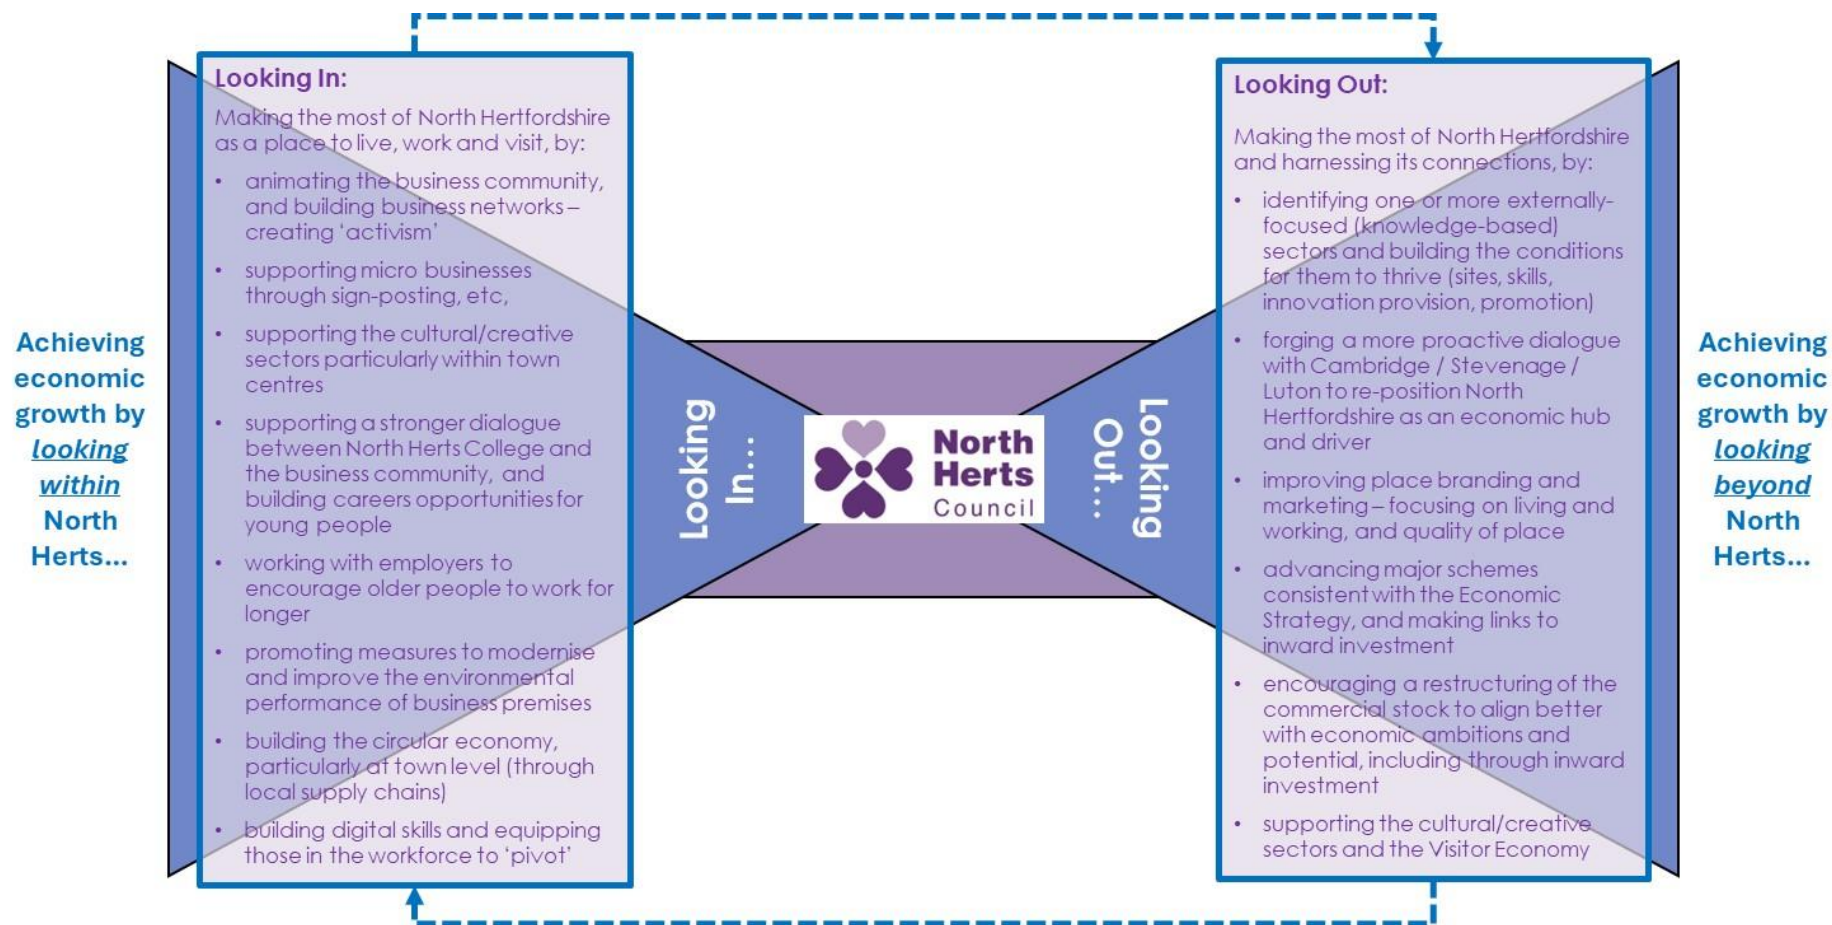 Achieving
economic
growth by
looking
within
North
Herts...
Looking In:
Making the most of North Hertfordshire
as a place to live, work and visit, by:
• animating the business community,
and building business networks –
creating ‘activism’
• supporting micro businesses
through sign-posting, etc,
• supporting the cultural/creative
sectors particularly within town
centres
• supporting a stronger dialogue
between North Herts College and
the business community, and
building careers opportunities for
young people
• working with employers to
encourage older people to work for
longer
• promoting measures to modernise
and improve the environmental
performance of business premises
• building the circular economy,
particularly at town level (through
local supply chains)
• building digital skills and equipping
those in the workforce to ‘pivot’
Looking
In...
North
Herts
Council
Looking
Out...
Looking Out:
Making the most of North Hertfordshire
and harnessing its connections, by:
• identifying one or more externally-
focused (knowledge-based)
sectors and building the conditions
for them to thrive (sites, skills,
innovation provision, promotion)
• forging a more proactive dialogue
with Cambridge / Stevenage /
Luton to re-position North
Hertfordshire as an economic hub
and driver
• improving place branding and
marketing – focusing on living and
working, and quality of place
• advancing major schemes
consistent with the Economic
Strategy, and making links to
inward investment
• encouraging a restructuring of the
commercial stock to align better
with economic ambitions and
potential, including through inward
investment
• supporting the cultural/creative
sectors and the Visitor Economy
Achieving
economic
growth by
looking
beyond
North
Herts...